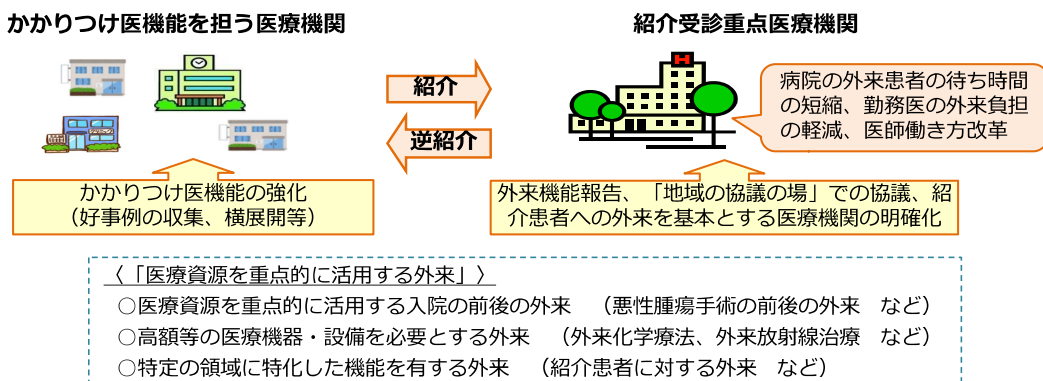 かかりつけ医機能を担う医療機関
紹介受診重点医療機関
紹介
逆紹介
病院の外来患者の待ち時間
の短縮、勤務医の外来負担
の軽減、医師働き方改革
かかりつけ医機能の強化
（好事例の収集、横展開等）
外来機能報告、「地域の協議の場」での協議、紹
介患者への外来を基本とする医療機関の明確化
〈「医療資源を重点的に活用する外来」〉
○医療資源を重点的に活用する入院の前後の外来　（悪性腫瘍手術の前後の外来　など）
○高額等の医療機器・設備を必要とする外来　（外来化学療法、外来放射線治療　など）
○特定の領域に特化した機能を有する外来　（紹介患者に対する外来　など）